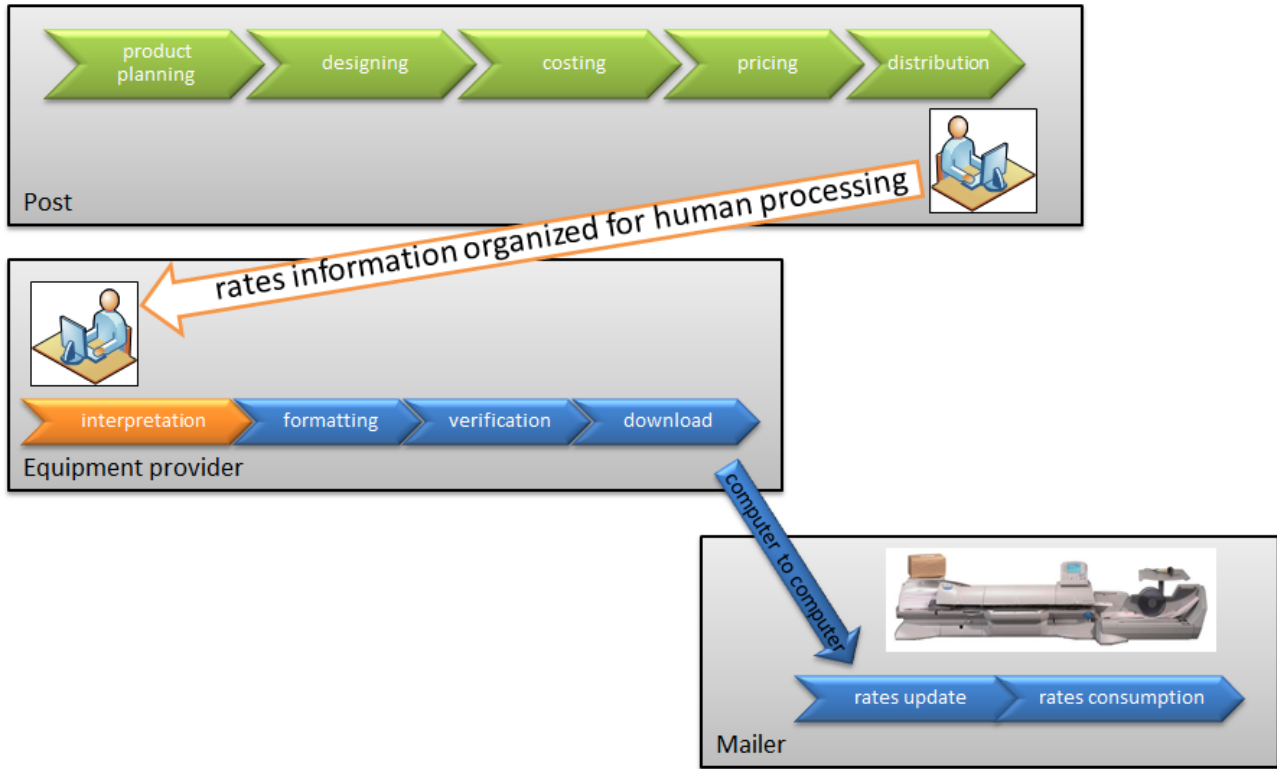 product
planning
designing
costing
pricing
distribution
Post
rates information organized for human processing
interpretation
formatting
verification
download
Equipment provider
computer to computer
rates update
rates consumption
Mailer